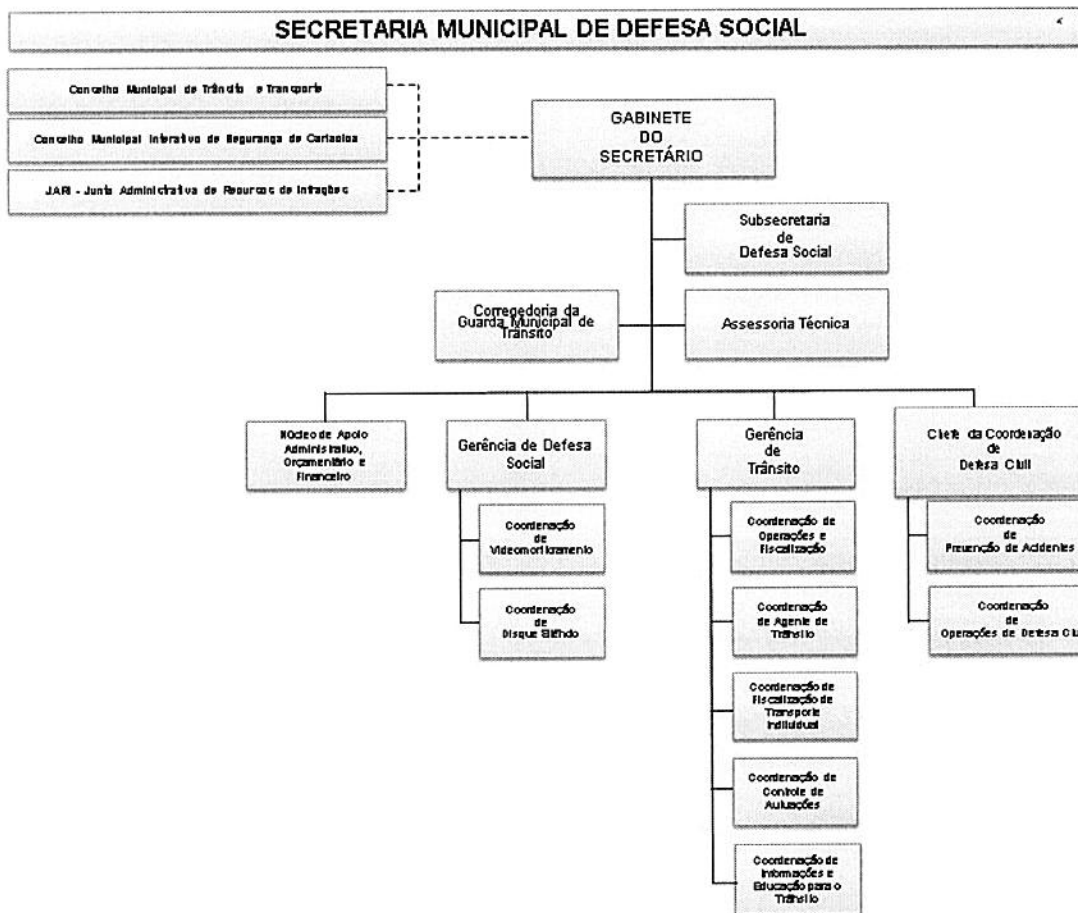 SECRETARIA MUNICIPAL DE DEFESA SOCIAL
Conselho Municipal de Trânsito e Transporte
Conselho Municipal Interativo de Segurança de Cariacica
JARI - Junta Administrativa de Recursos de Infrações
GABINETE
DO
SECRETÁRIO
Subsecretaria
de
Defesa Social
Corregedoria da
Guarda Municipal de
Trânsito
Assessoria Técnica
Núcleo de Apoio
Administrativo,
Orçamentário e
Financeiro
Gerência de Defesa
Social
Coordenação
de
Videomonitoramento
Coordenação
de
Disque Silêncio
Gerência
de
Trânsito
Coordenação de
Operações e
Fiscalização
Coordenação
de Agente de
Trânsito
Coordenação de
Fiscalização de
Transporte
Individual
Coordenação de
Controle de
Autuações
Coordenação de
Informações e
Educação para o
Trânsito
Chefe da Coordenação
de
Defesa Civil
Coordenação
de
Prevenção de Acidentes
Coordenação
de
Operações de Defesa Civil